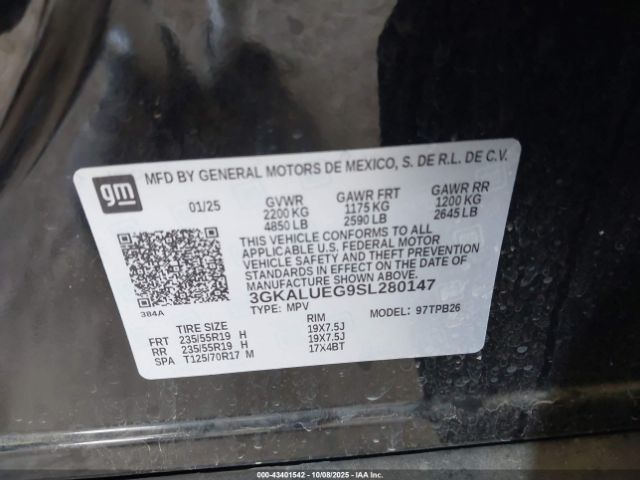 gm
MFD BY GENERAL MOTORS DE MEXICO, S. DE R.L. DE C.V.
01/25 GVWR GAWR FRT GAWR RR
2200 KG 1175 KG 1200 KG
4850 LB 2590 LB 2645 LB
THIS VEHICLE CONFORMS TO ALL
APPLICABLE U.S. FEDERAL MOTOR
VEHICLE SAFETY AND THEFT PREVENTION
STANDARDS IN EFFECT ON THE DATE OF
MANUFACTURE SHOWN ABOVE.
3GKALUEG9SL280147
384A
TYPE: MPV MODEL: 97TPB26
TIRE SIZE RIM
FRT 235/55R19 H 19X7.5J
RR 235/55R19 H 19X7.5J
SPA T125/70R17 M 17X4BT
000-43401542 - 10/08/2025 - © IAA, Inc. All Rights Reserved.